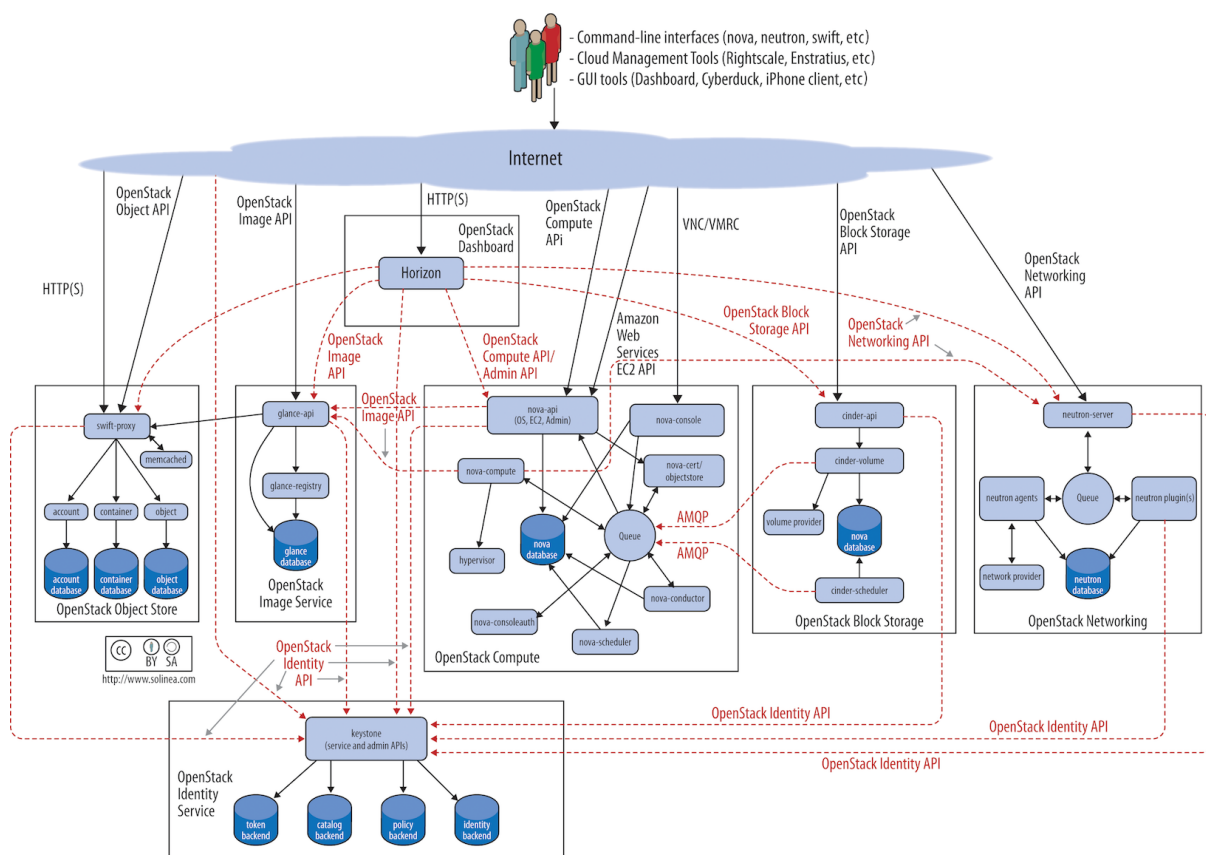 - Command-line interfaces (nova, neutron, swift, etc)
- Cloud Management Tools (Rightscale, Enstratius, etc)
- GUI tools (Dashboard, Cyberduck, iPhone client, etc)
Internet
OpenStack
Object API
OpenStack
Image API
HTTP(S)
OpenStack
Compute
APi
VNC/VMRC
OpenStack
Block Storage
API
OpenStack
Networking
API
HTTP(S)
OpenStack
Dashboard
Horizon
Amazon
Web
Services
EC2 API
OpenStack
Image
API
OpenStack
Compute API/
Admin API
OpenStack Block
Storage API
OpenStack
Networking API
OpenStack
Image API
swift-proxy
memcached
account
container
object
account
database
container
database
object
database
OpenStack Object Store
glance-api
glance-registry
glance
database
OpenStack
Image Service
nova-api
(OS, EC2, Admin)
nova-console
nova-compute
nova-cert/
objectstore
hypervisor
nova
database
Queue
nova-conductor
nova-consoleauth
nova-scheduler
OpenStack Compute
AMQP
AMQP
cinder-api
cinder-volume
volume provider
nova
database
cinder-scheduler
OpenStack Block Storage
neutron-server
neutron agents
Queue
neutron plugin(s)
network provider
neutron
database
OpenStack Networking
CC
BY SA
http://www.solinea.com
OpenStack
Identity
API
OpenStack Identity API
OpenStack Identity API
OpenStack Identity API
keystone
(service and admin APIs)
OpenStack
Identity
Service
token
backend
catalog
backend
policy
backend
identity
backend